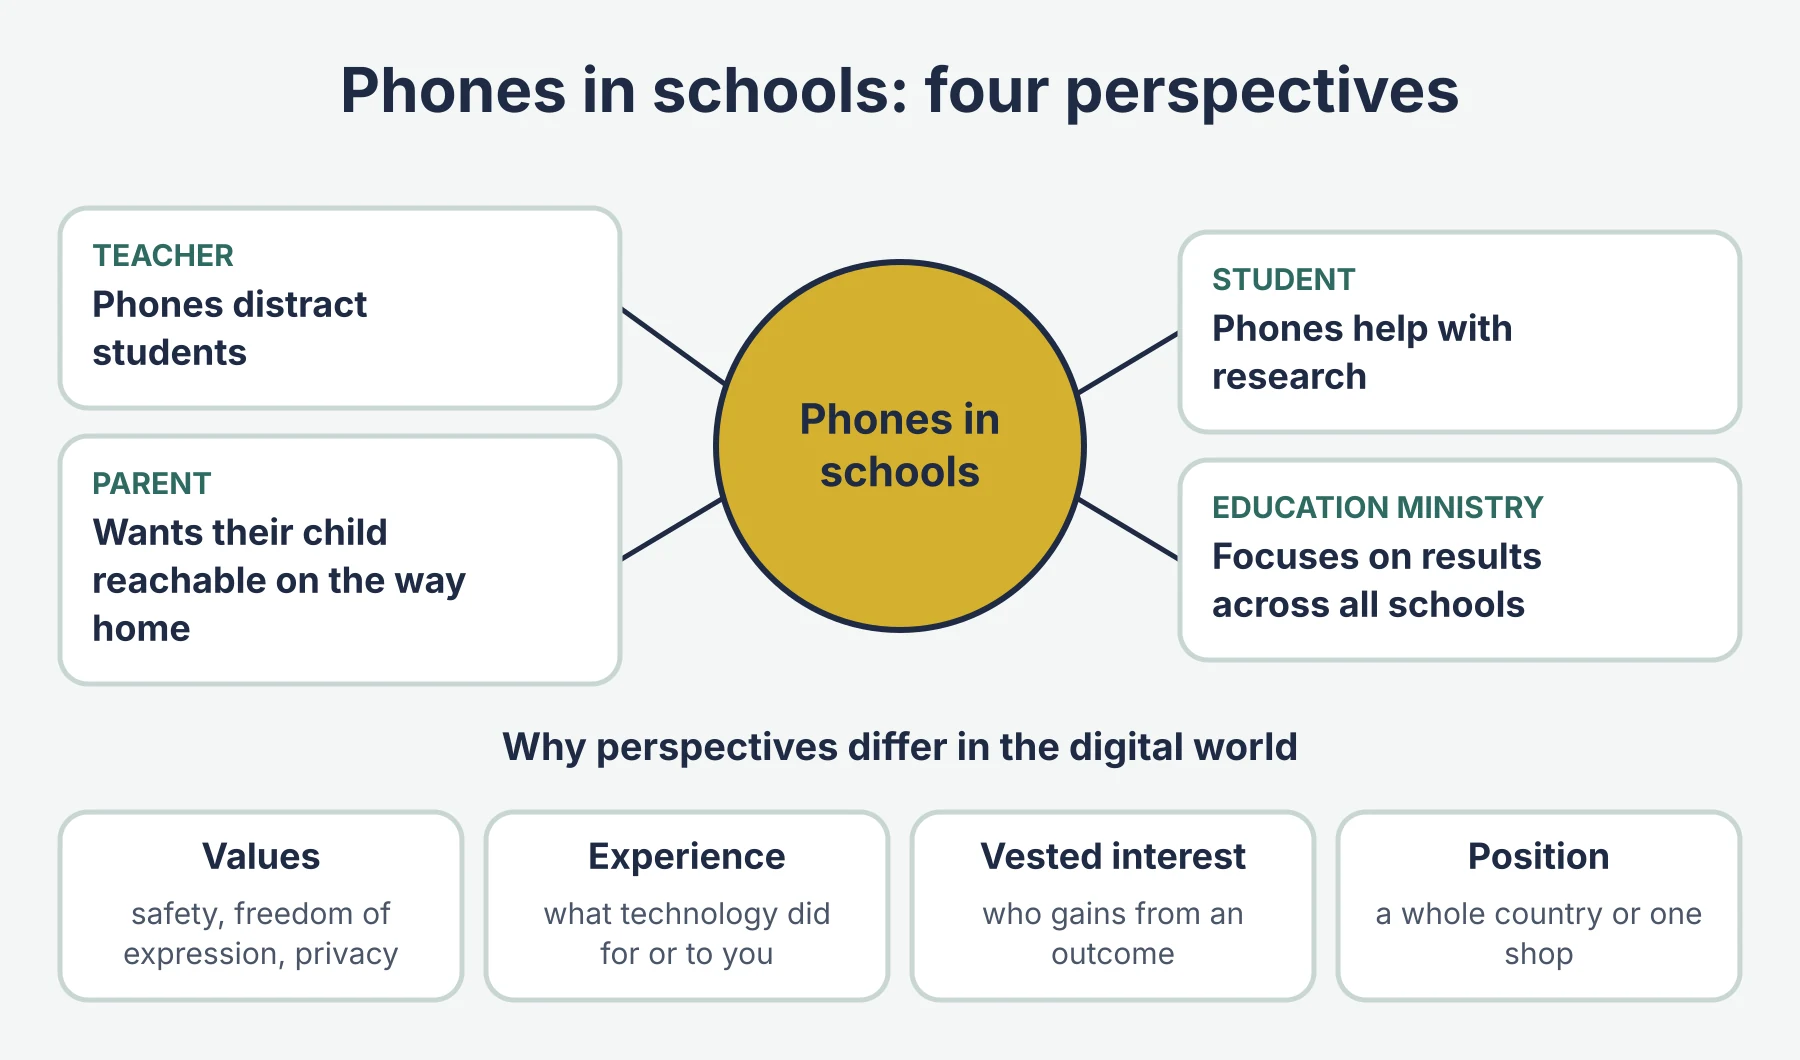 Phones in schools: four perspectives
TEACHER
Phones distract
students
PARENT
Wants their child
reachable on the way
home
Phones in
schools
STUDENT
Phones help with
research
EDUCATION MINISTRY
Focuses on results
across all schools
Why perspectives differ in the digital world
Values
safety, freedom of
expression, privacy
Experience
what technology did
for or to you
Vested interest
who gains from an
outcome
Position
a whole country or one
shop